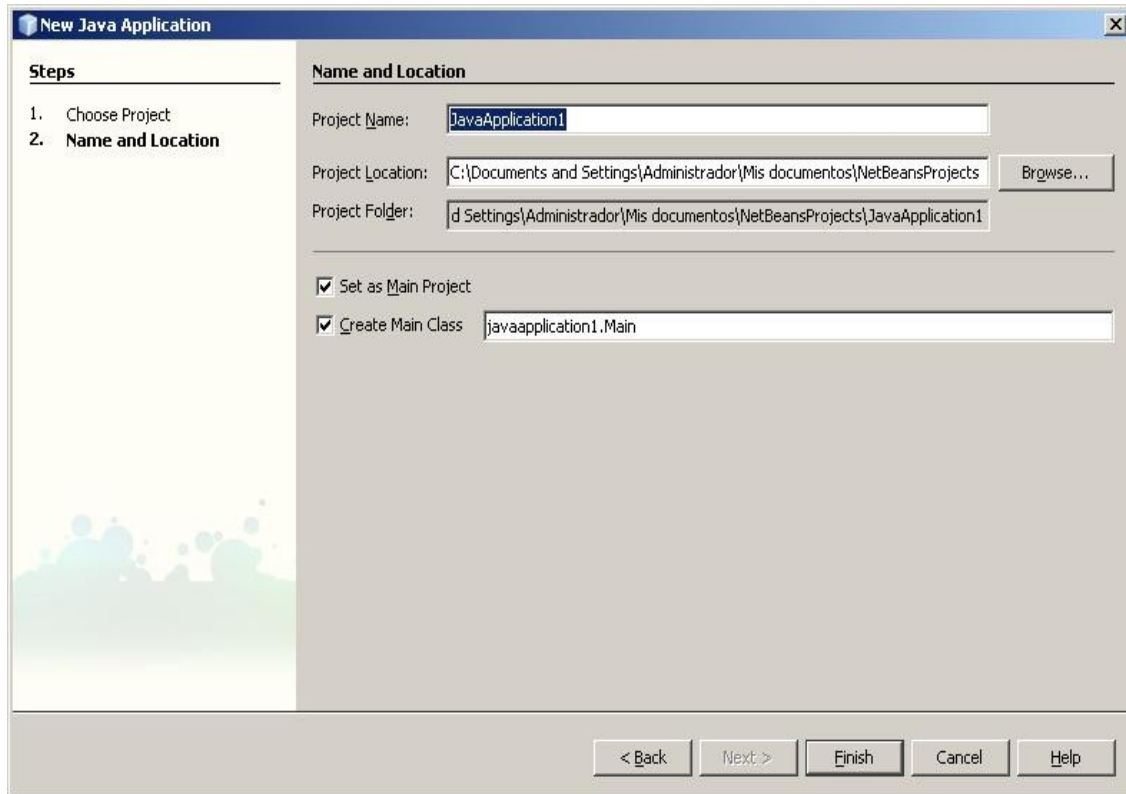 New Java Application
Steps
1. Choose Project
2. Name and Location
Name and Location
Project Name: JavaApplication1
Project Location: C:\Documents and Settings\Administrador\Mis documentos\NetBeansProjects Browse...
Project Folder: d Settings\Administrador\Mis documentos\NetBeansProjects\JavaApplication1
Set as Main Project
Create Main Class javaapplication1.Main
< Back Next > Finish Cancel Help